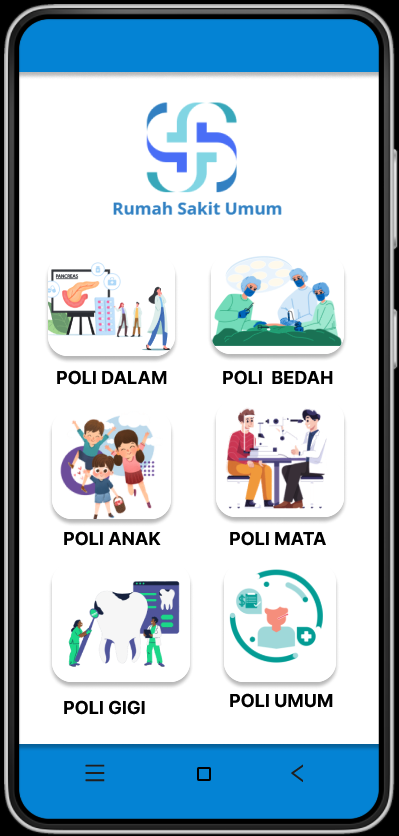 Rumah Sakit Umum
PANCREAS
POLI DALAM
POLI BEDAH
POLI ANAK
POLI MATA
POLI GIGI
POLI UMUM